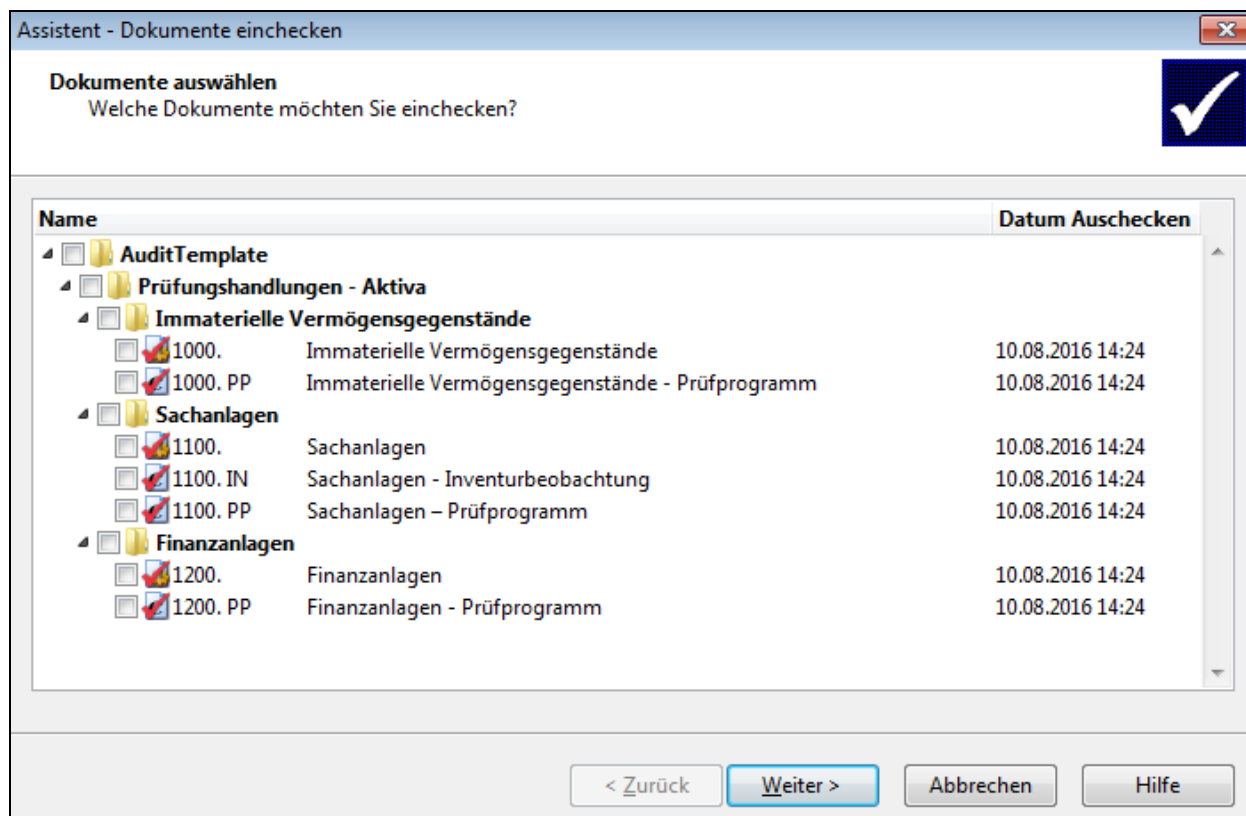 Assistent - Dokumente einchecken
Dokumente auswählen
Welche Dokumente möchten Sie einchecken?
Name Datum Auschecken
AuditTemplate
Prüfungshandlungen - Aktiva
Immaterielle Vermögensgegenstände
1000. Immaterielle Vermögensgegenstände 10.08.2016 14:24
1000. PP Immaterielle Vermögensgegenstände - Prüfprogramm 10.08.2016 14:24
Sachanlagen
1100. Sachanlagen 10.08.2016 14:24
1100. IN Sachanlagen - Inventurbeobachtung 10.08.2016 14:24
1100. PP Sachanlagen – Prüfprogramm 10.08.2016 14:24
Finanzanlagen
1200. Finanzanlagen 10.08.2016 14:24
1200. PP Finanzanlagen - Prüfprogramm 10.08.2016 14:24
< Zurück Weiter > Abbrechen Hilfe